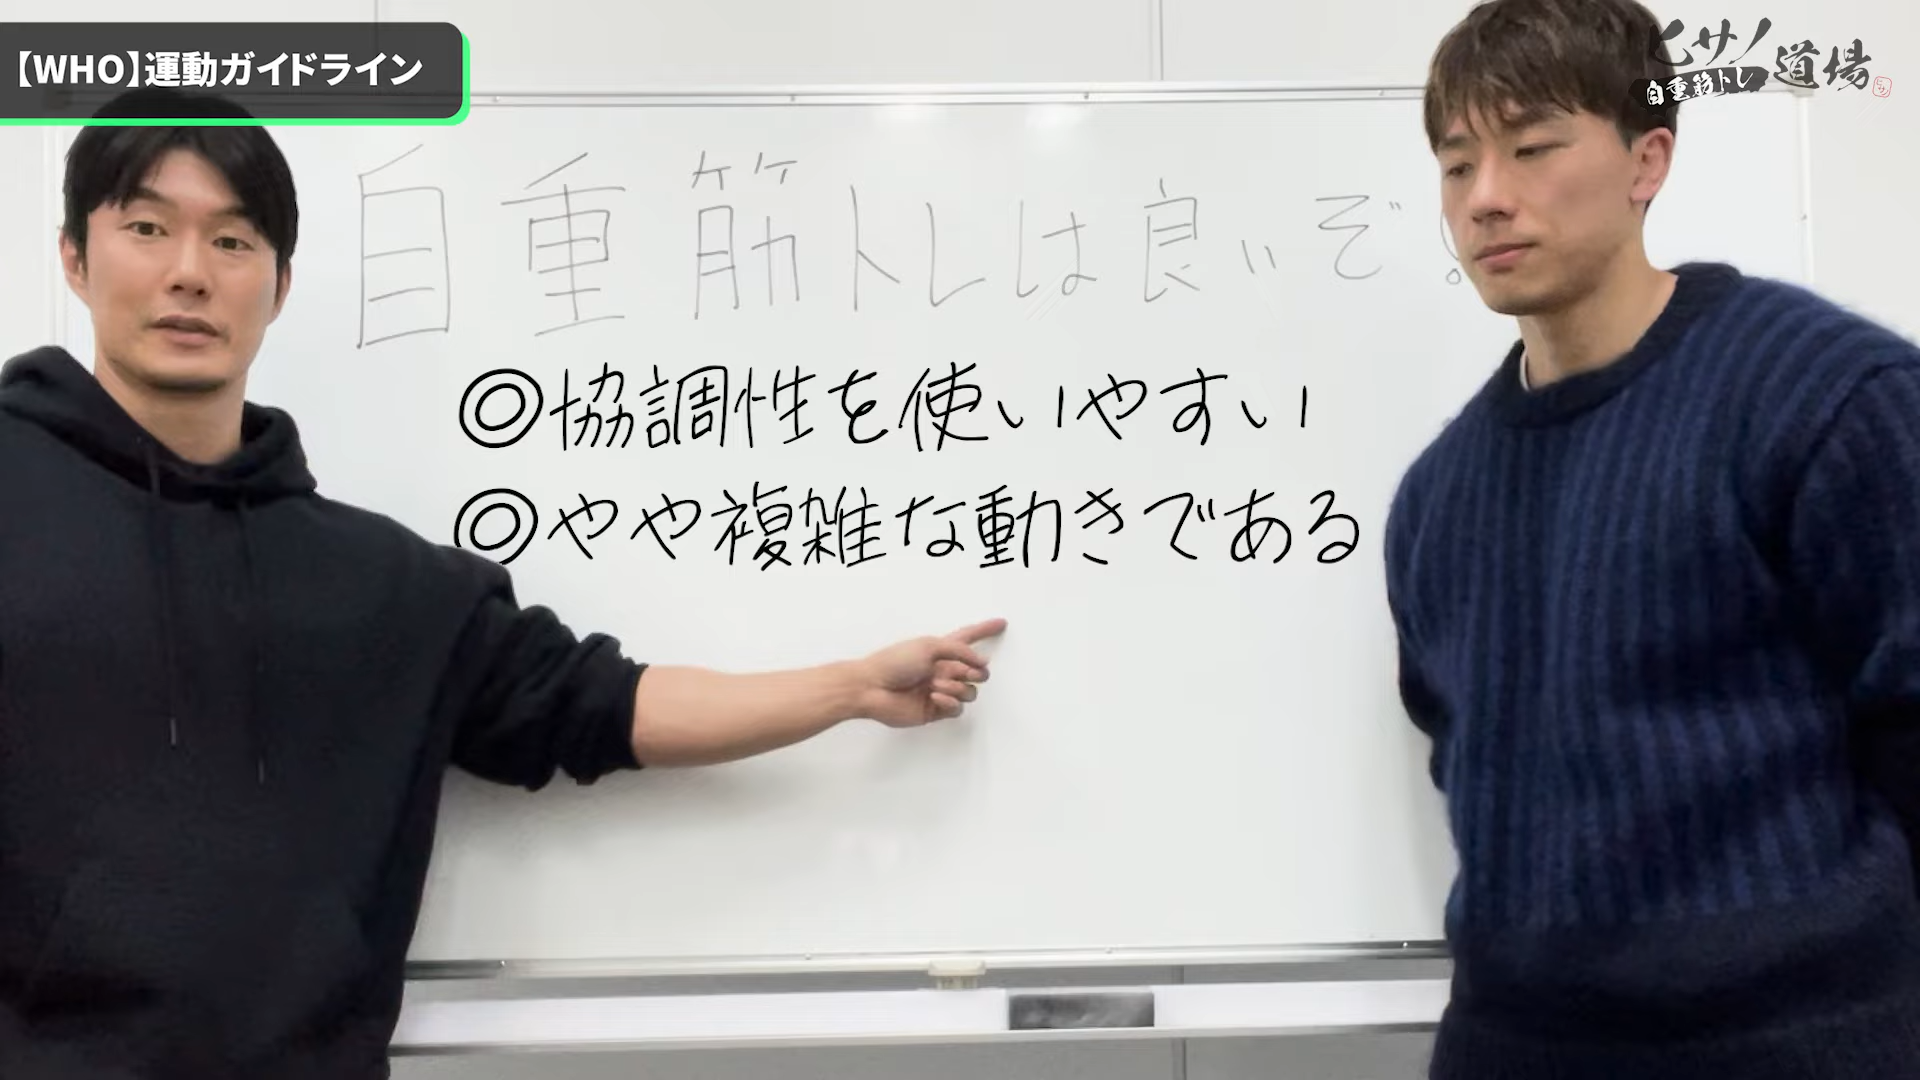 【WHO】運動ガイドライン
ヒサノ道場
自重筋トレ
自重筋トレは良いぞ!
◎協調性を使いやすい
◎やや複雑な動きである